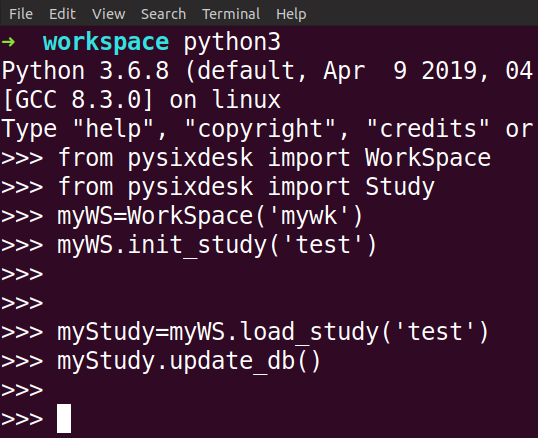 File Edit View Search Terminal Help
➜  workspace python3
Python 3.6.8 (default, Apr  9 2019, 04
[GCC 8.3.0] on linux
Type "help", "copyright", "credits" or
>>> from pysixdesk import WorkSpace
>>> from pysixdesk import Study
>>> myWS=WorkSpace('mywk')
>>> myWS.init_study('test')
>>>
>>>
>>> myStudy=myWS.load_study('test')
>>> myStudy.update_db()
>>>
>>>